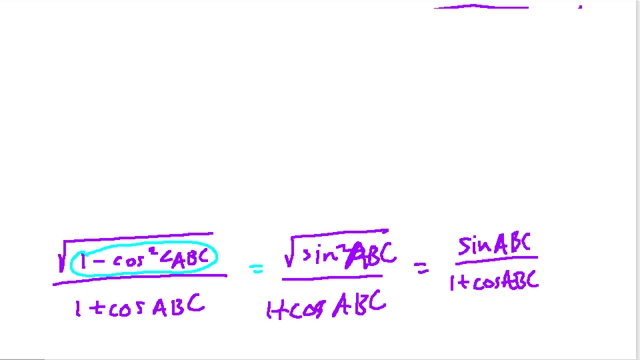 √(1 - cos² ∠ABC) / (1 + cos ABC) = √(sin² ABC) / (1 + cos ABC) = sin ABC / (1 + cos ABC)